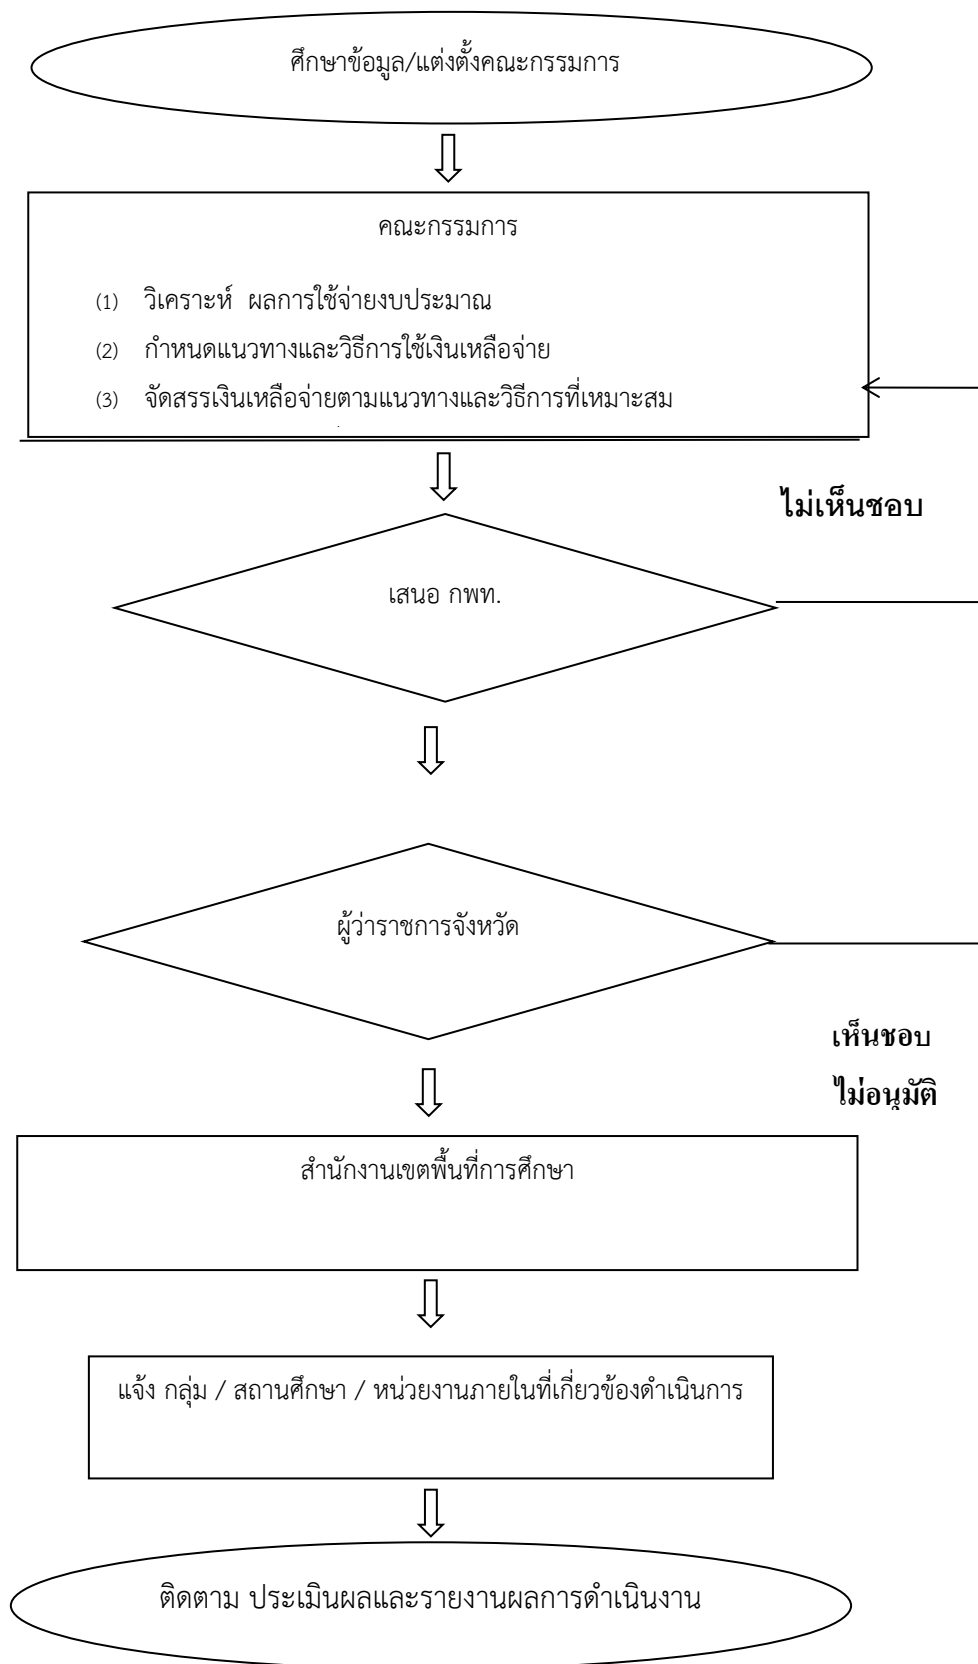 ศึกษาข้อมูล/แต่งตั้งคณะกรรมการ
คณะกรรมการ
(1) วิเคราะห์ ผลการใช้จ่ายงบประมาณ
(2) กำหนดแนวทางและวิธีการใช้เงินเหลือจ่าย
(3) จัดสรรเงินเหลือจ่ายตามแนวทางและวิธีการที่เหมาะสม
ไม่เห็นชอบ
เสนอ กพท.
ผู้ว่าราชการจังหวัด
เห็นชอบ
ไม่อนุมัติ
สำนักงานเขตพื้นที่การศึกษา
แจ้ง กลุ่ม / สถานศึกษา / หน่วยงานภายในที่เกี่ยวข้องดำเนินการ
ติดตาม ประเมินผลและรายงานผลการดำเนินงาน